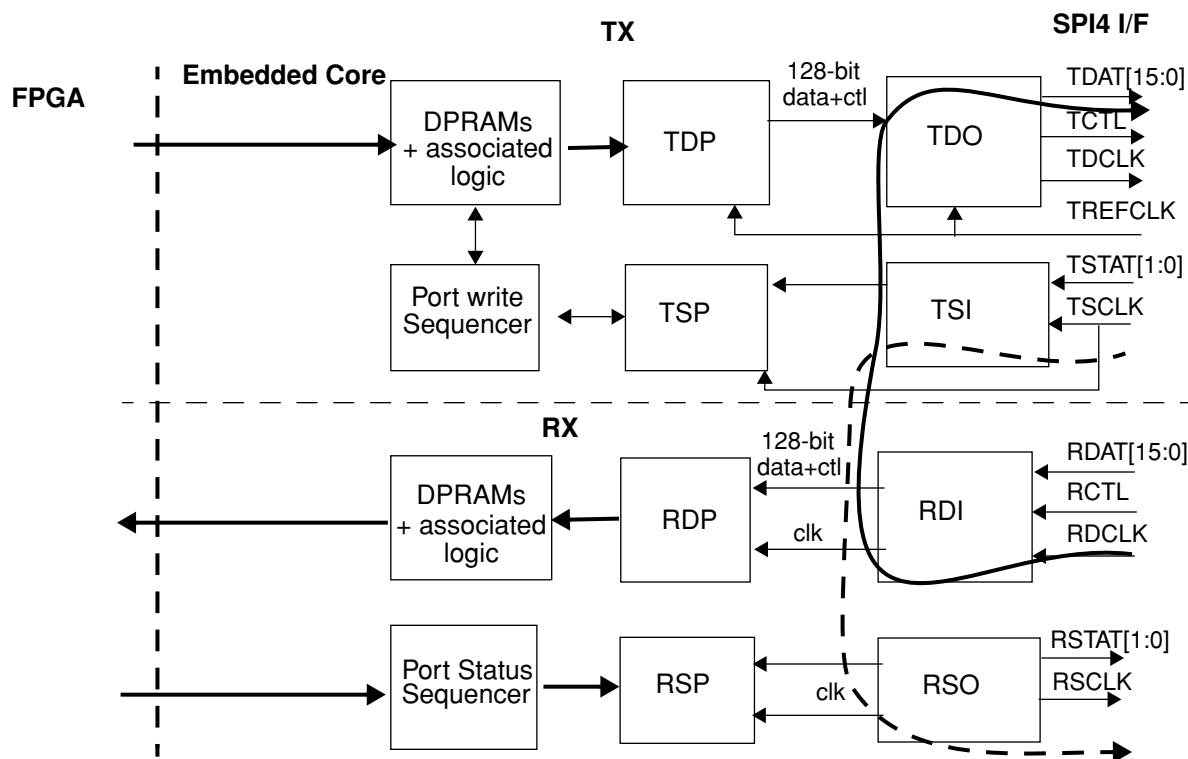 TX
SPI4 I/F
FPGA
Embedded Core
DPRAMs
+ associated
logic
TDP
128-bit
data+ctl
TDO
TDAT[15:0]
TCTL
TDCLK
TREFCLK
Port write
Sequencer
TSP
TSI
TSTAT[1:0]
TSCLK
RX
DPRAMs
+ associated
logic
RDP
128-bit
data+ctl
clk
RDI
RDAT[15:0]
RCTL
RDCLK
Port Status
Sequencer
RSP
clk
RSO
RSTAT[1:0]
RSCLK